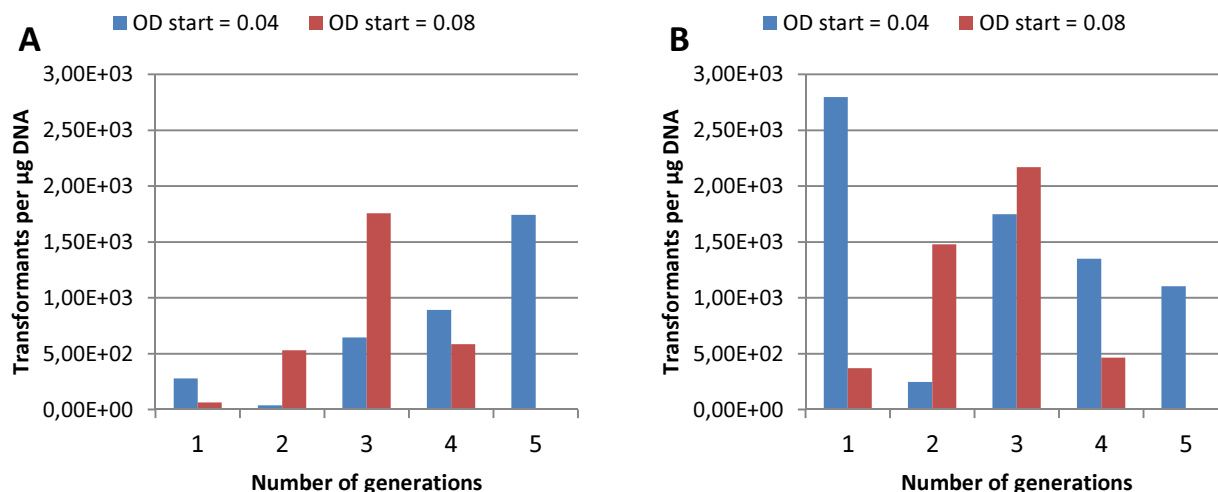 A
OD start = 0.04 OD start = 0.08
3,00E+03
2,50E+03
2,00E+03
1,50E+03
1,00E+03
5,00E+02
0,00E+00
Transformants per µg DNA
1 2 3 4 5
Number of generations
B
OD start = 0.04 OD start = 0.08
3,00E+03
2,50E+03
2,00E+03
1,50E+03
1,00E+03
5,00E+02
0,00E+00
Transformants per µg DNA
1 2 3 4 5
Number of generations